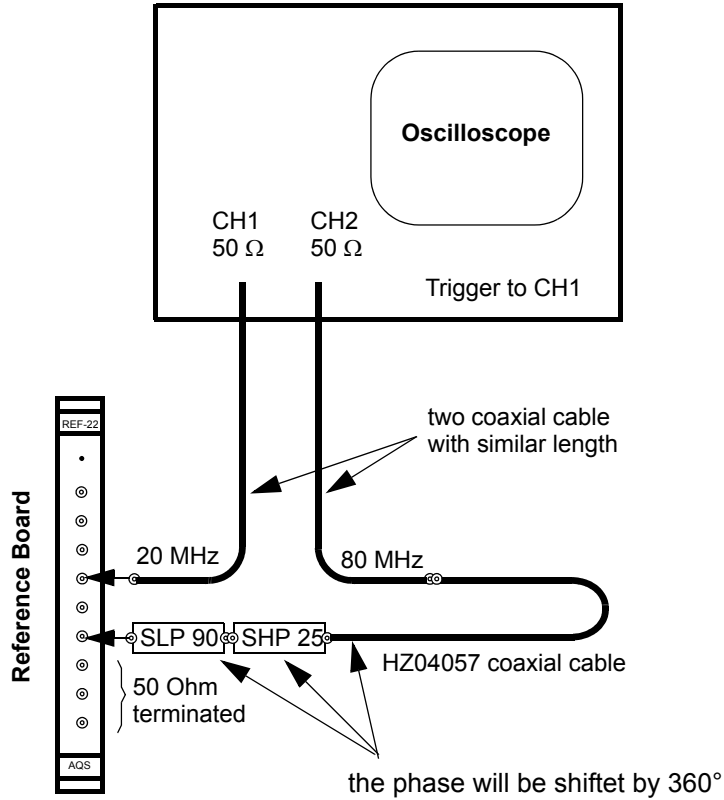 Oscilloscope
CH1
50 Ω
CH2
50 Ω
Trigger to CH1
two coaxial cable
with similar length
REF-22
Reference Board
20 MHz
80 MHz
SLP 90
SHP 25
HZ04057 coaxial cable
50 Ohm
terminated
AQS
the phase will be shiftet by 360°